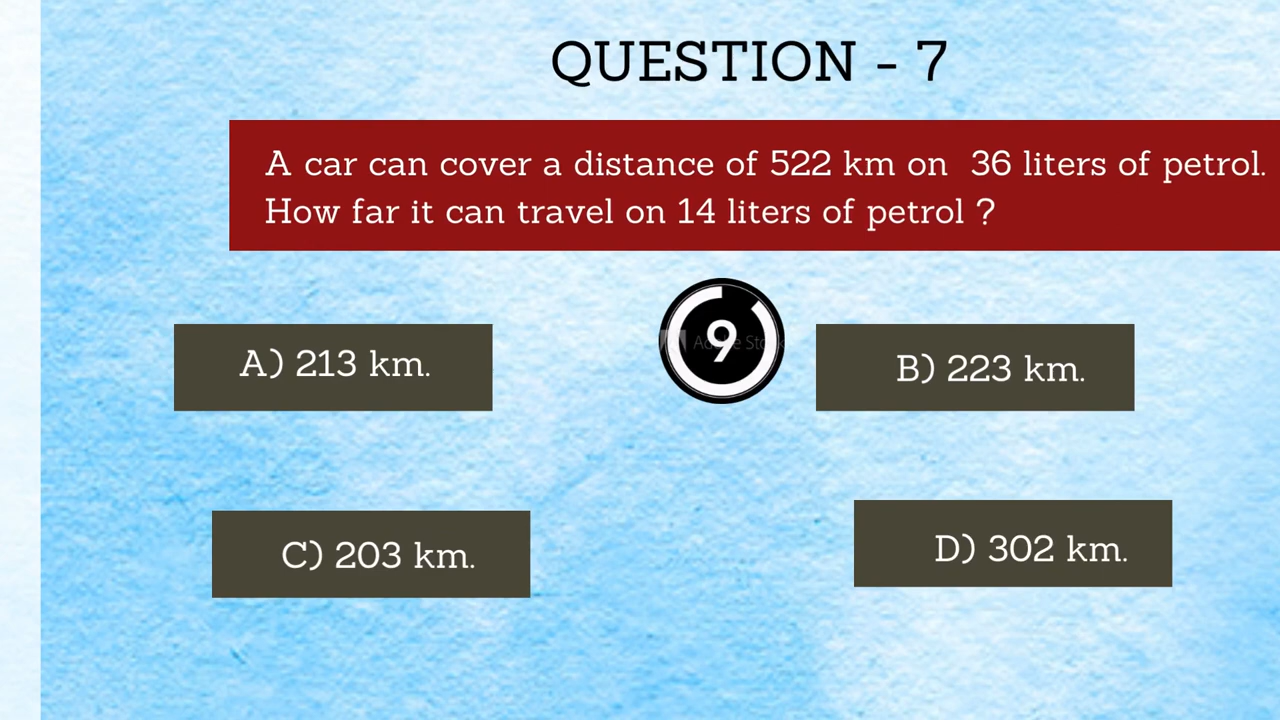 QUESTION - 7
A car can cover a distance of 522 km on 36 liters of petrol.
How far it can travel on 14 liters of petrol ?
9
A) 213 km.
B) 223 km.
C) 203 km.
D) 302 km.